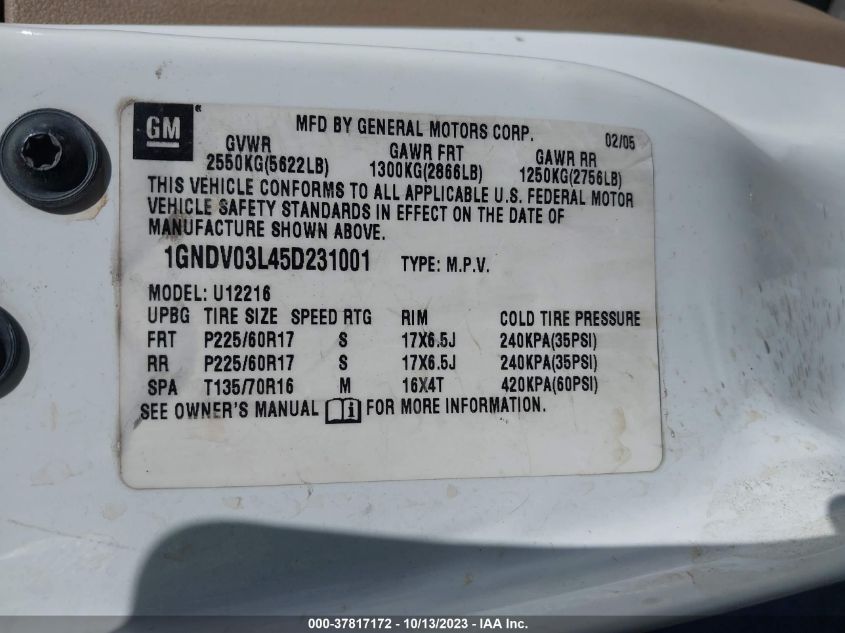 GM ®
MFD BY GENERAL MOTORS CORP. 02/05
GVWR GAWR FRT GAWR RR
2550KG(5622LB) 1300KG(2866LB) 1250KG(2756LB)
THIS VEHICLE CONFORMS TO ALL APPLICABLE U.S. FEDERAL MOTOR
VEHICLE SAFETY STANDARDS IN EFFECT ON THE DATE OF
MANUFACTURE SHOWN ABOVE.
1GNDV03L45D231001 TYPE: M.P.V.
MODEL: U12216
UPBG TIRE SIZE SPEED RTG RIM COLD TIRE PRESSURE
FRT P225/60R17 S 17X6.5J 240KPA(35PSI)
RR P225/60R17 S 17X6.5J 240KPA(35PSI)
SPA T135/70R16 M 16X4T 420KPA(60PSI)
SEE OWNER'S MANUAL i FOR MORE INFORMATION.
000-37817172 - 10/13/2023 - IAAI Inc.